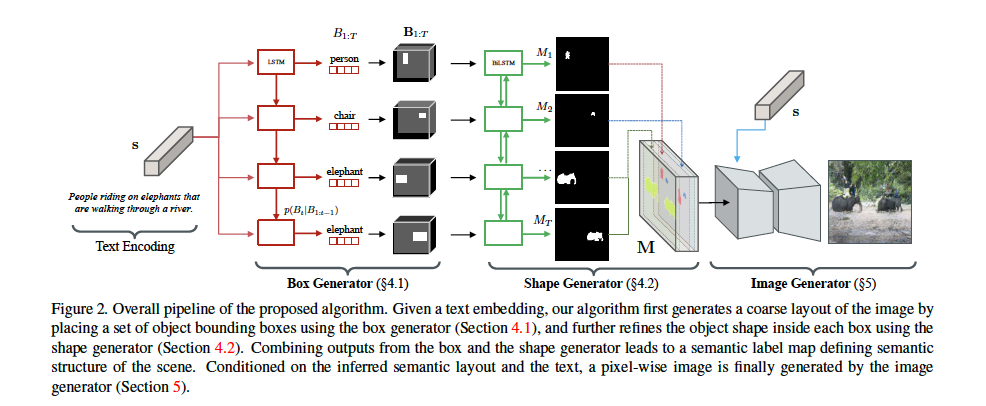 B1:T
B1:T
LSTM
person
BiLSTM
M1
chair
M2
s
s
elephant
...
People riding on elephants that
are walking through a river.
p(Bt|B1:t−1)
elephant
MT
M
Text Encoding
Box Generator (§4.1)
Shape Generator (§4.2)
Image Generator (§5)
Figure 2. Overall pipeline of the proposed algorithm. Given a text embedding, our algorithm first generates a coarse layout of the image by
placing a set of object bounding boxes using the box generator (Section 4.1), and further refines the object shape inside each box using the
shape generator (Section 4.2). Combining outputs from the box and the shape generator leads to a semantic label map defining semantic
structure of the scene. Conditioned on the inferred semantic layout and the text, a pixel-wise image is finally generated by the image
generator (Section 5).